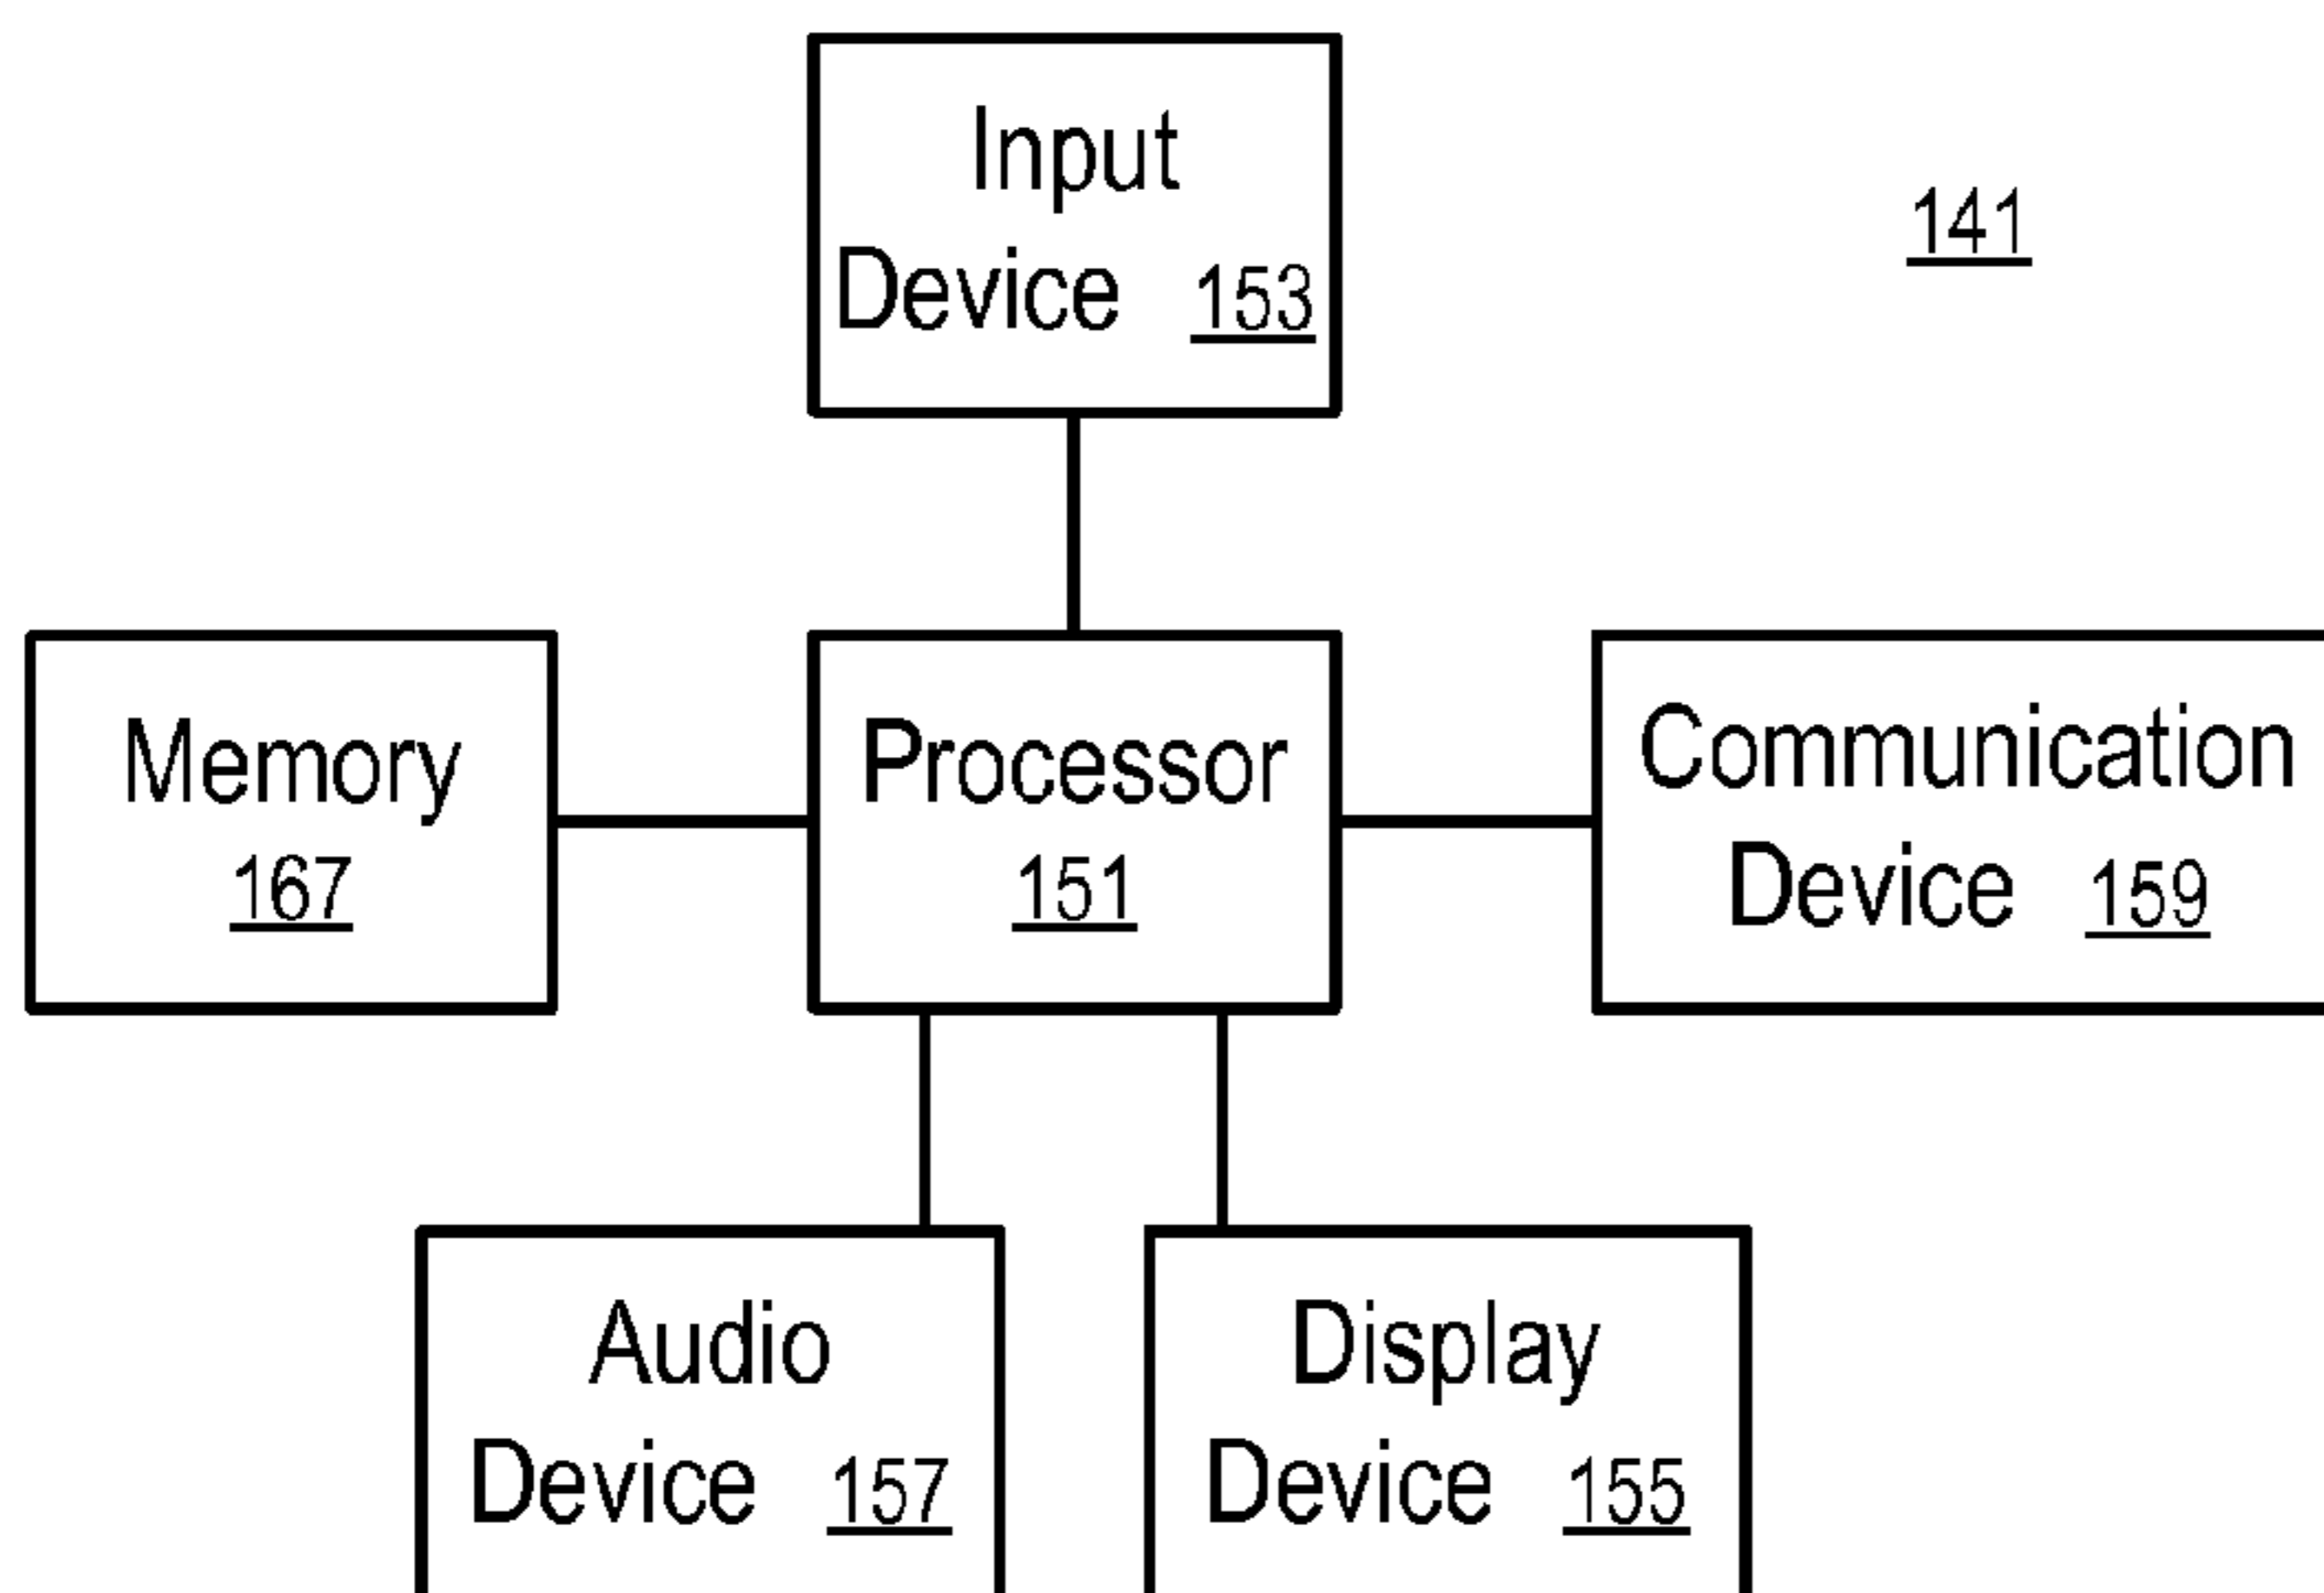 Input
Device 153
141
Memory
167
Processor
151
Communication
Device 159
Audio
Device 157
Display
Device 155